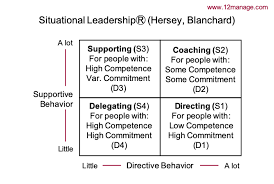 www.12manage.com
Situational Leadership® (Hersey, Blanchard)
A lot
Supportive
Behavior
Little
Supporting (S3)
For people with:
High Competence
Var. Commitment
(D3)
Coaching (S2)
For people with:
Some Competence
Some Commitment
(D2)
Delegating (S4)
For people with:
High Competence
High Commitment
(D4)
Directing (S1)
For people with:
Low Competence
High Commitment
(D1)
Little
Directive Behavior
A lot